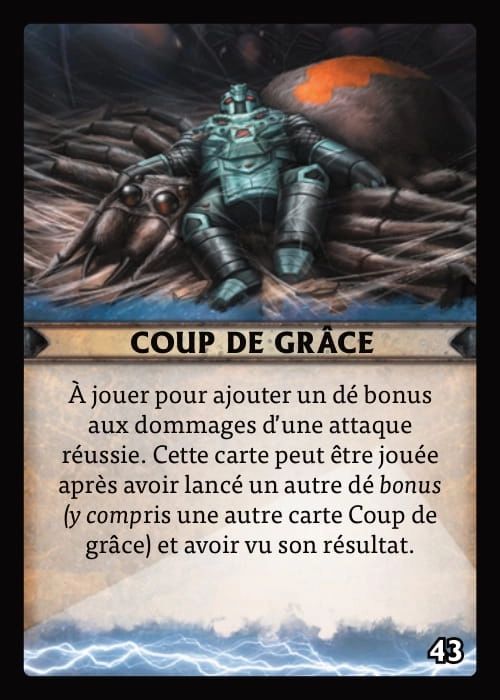 COUP DE GRÂCE
À jouer pour ajouter un dé bonus
aux dommages d'une attaque
réussie. Cette carte peut être jouée
après avoir lancé un autre dé bonus
(y compris une autre carte Coup de
grâce) et avoir vu son résultat.
43